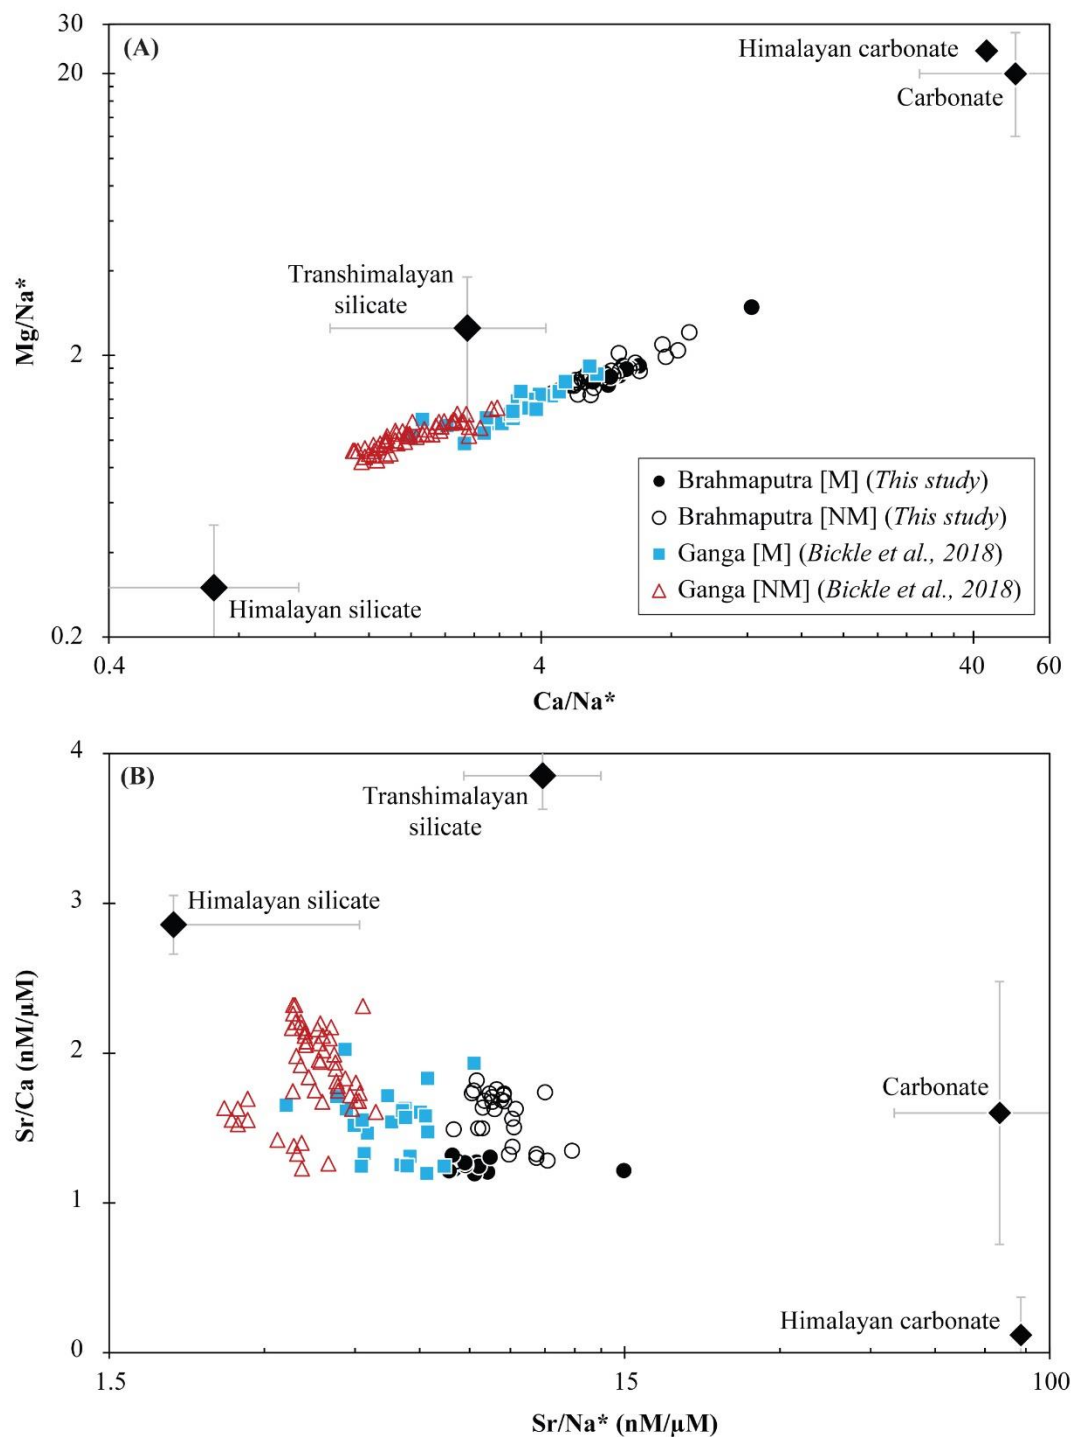 30
(A)
Himalayan carbonate
20
Carbonate
Transhimalayan
silicate
Mg/Na*
2
Brahmaputra [M] (This study)
Brahmaputra [NM] (This study)
Ganga [M] (Bickle et al., 2018)
Ganga [NM] (Bickle et al., 2018)
Himalayan silicate
0.2
0.4
4
40
60
Ca/Na*
4
(B)
Transhimalayan
silicate
3
Himalayan silicate
Sr/Ca (nM/μM)
2
Carbonate
1
Himalayan carbonate
0
1.5
15
100
Sr/Na* (nM/μM)